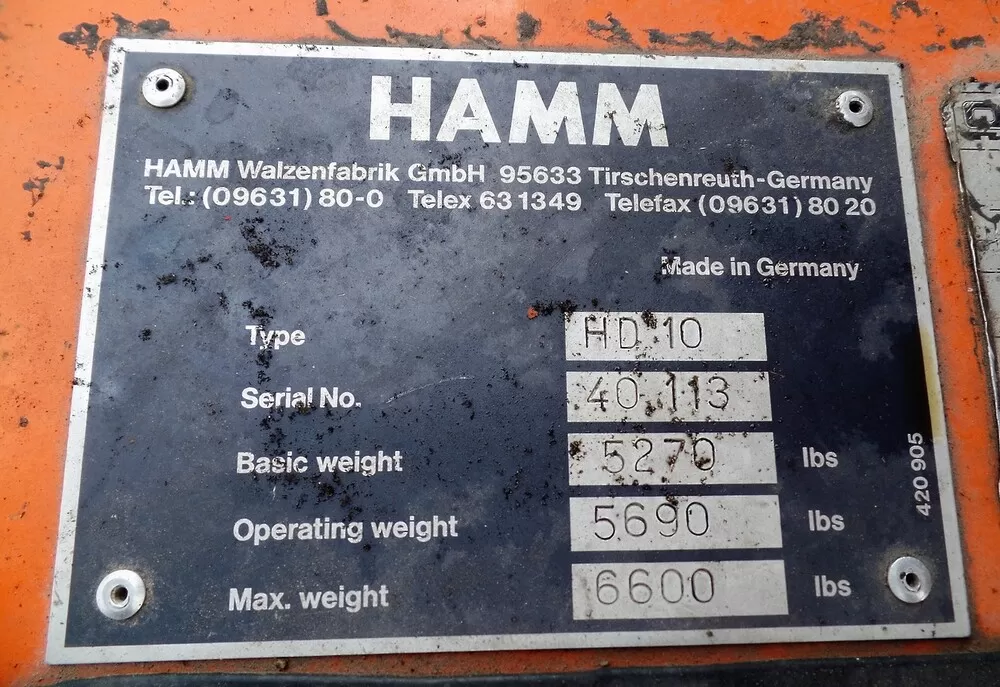 HAMM
HAMM Walzenfabrik GmbH 95633 Tirschenreuth-Germany
Tel.: (09631) 80-0 Telex 631349 Telefax (09631) 80 20
Made in Germany
Type HD 10
Serial No. 40.113
Basic weight 5270 lbs
Operating weight 5690 lbs
Max. weight 6600 lbs
420 905